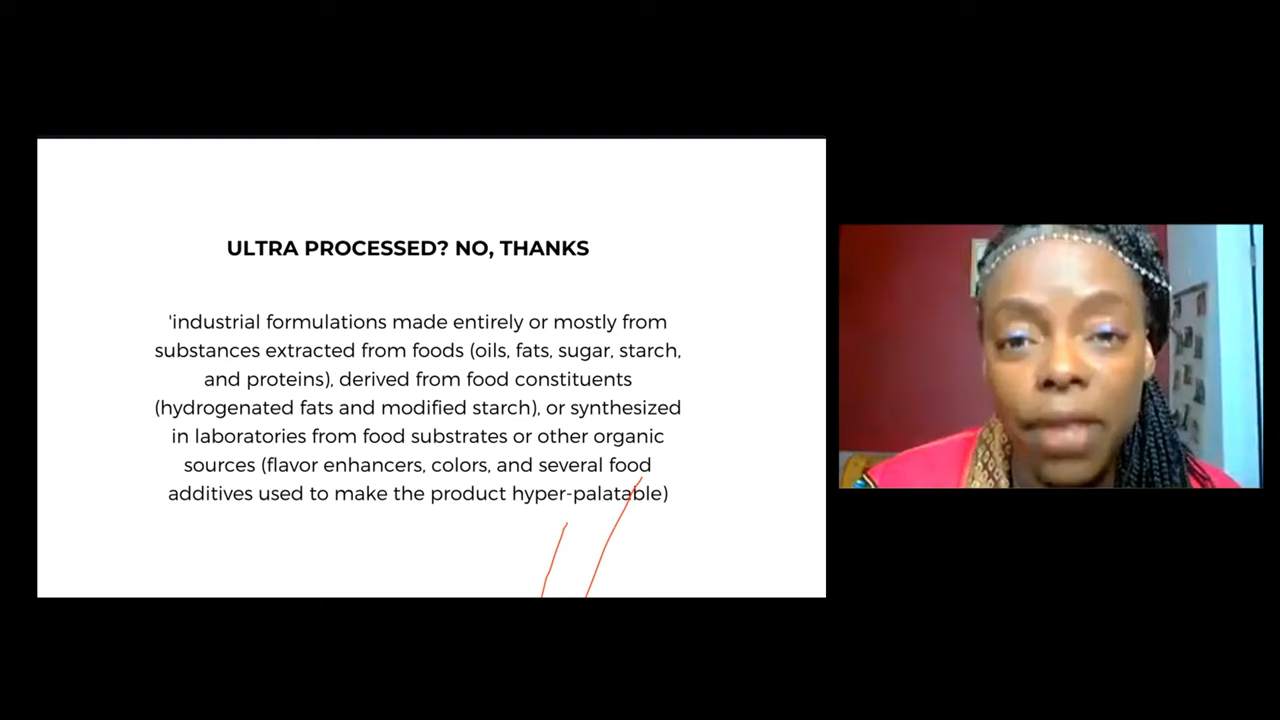 ULTRA PROCESSED? NO, THANKS
'industrial formulations made entirely or mostly from
substances extracted from foods (oils, fats, sugar, starch,
and proteins), derived from food constituents
(hydrogenated fats and modified starch), or synthesized
in laboratories from food substrates or other organic
sources (flavor enhancers, colors, and several food
additives used to make the product hyper-palatable)